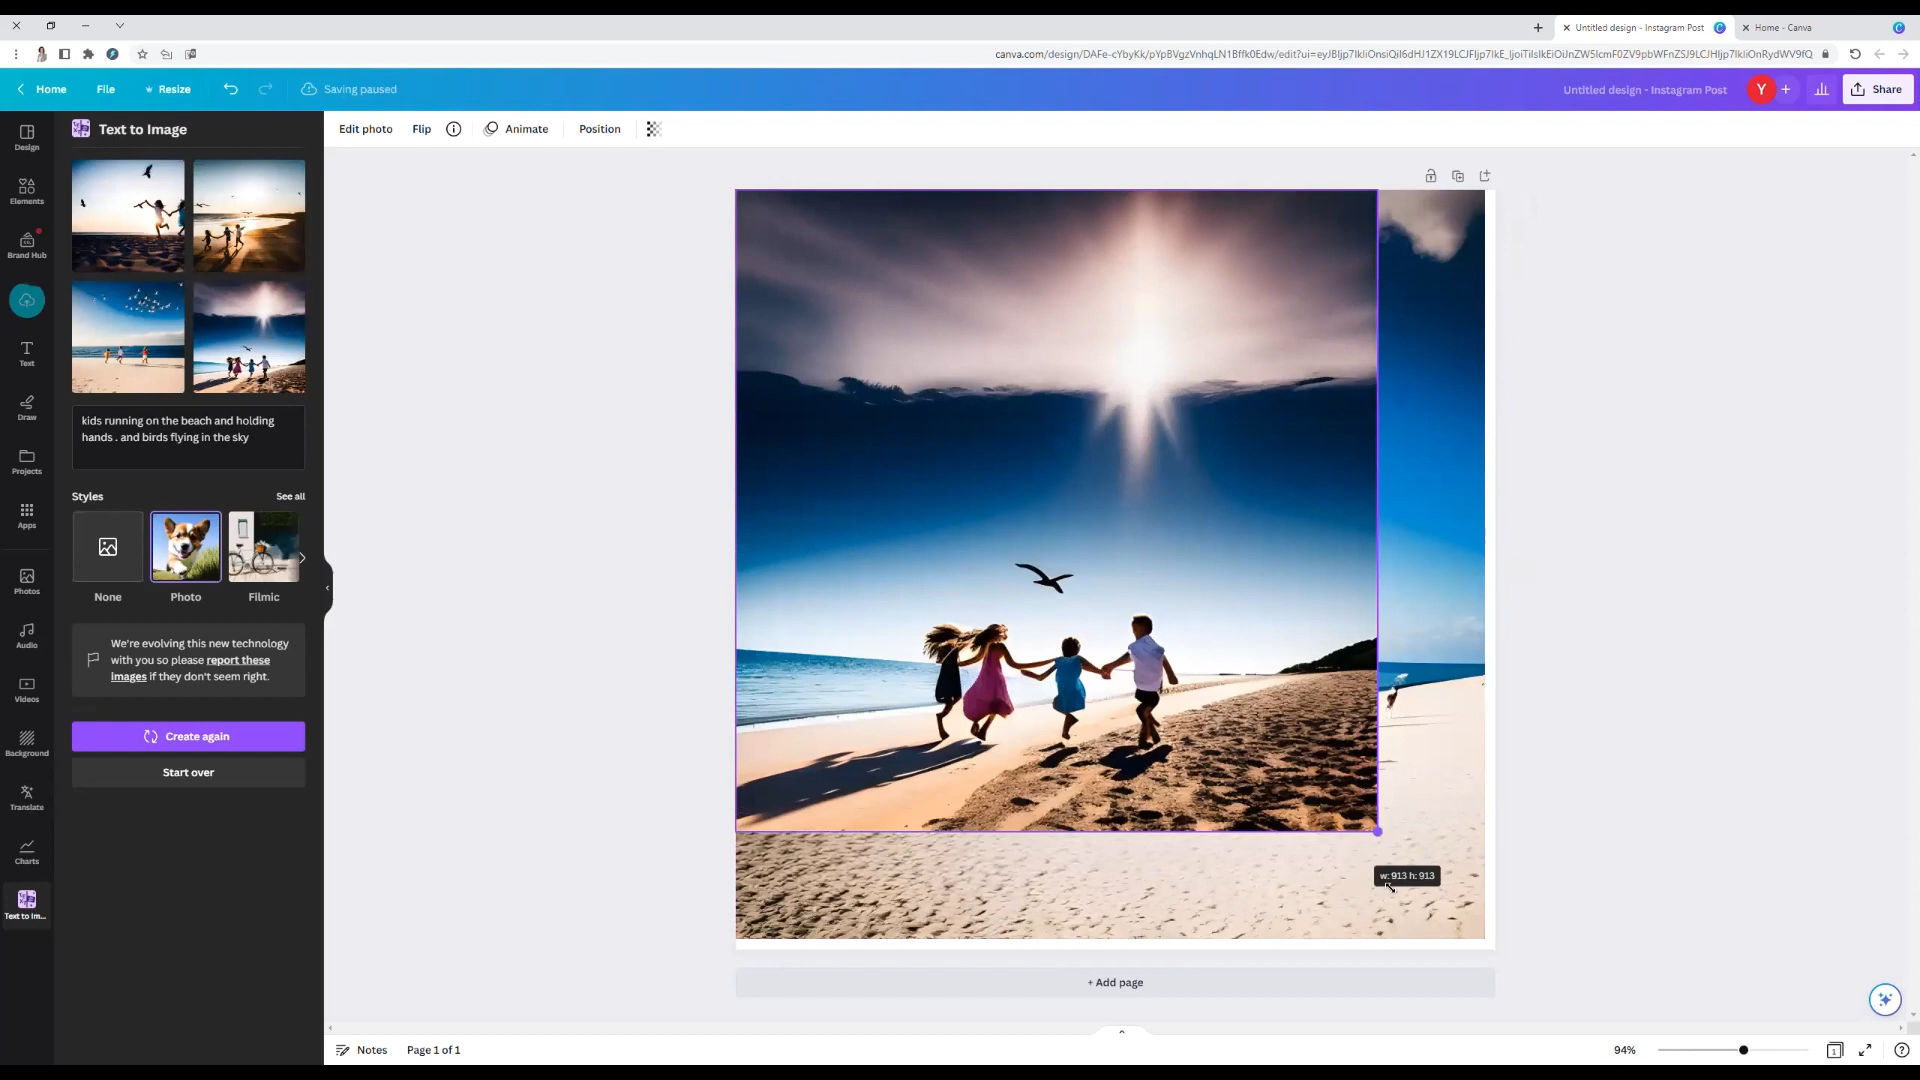 Untitled design - Instagram Post
Home - Canva
Home
File
Resize
Saving paused
Untitled design - Instagram Post
Y
Share
Text to Image
Edit photo
Flip
Animate
Position
Design
Elements
Brand Hub
Text
Draw
Projects
Apps
Photos
Audio
Videos
Background
Translate
Charts
Text to Im...
kids running on the beach and holding
hands . and birds flying in the sky
Styles
See all
None
Photo
Filmic
We're evolving this new technology
with you so please report these
images if they don't seem right.
Create again
Start over
w: 913 h: 913
+ Add page
Notes
Page 1 of 1
94%
1